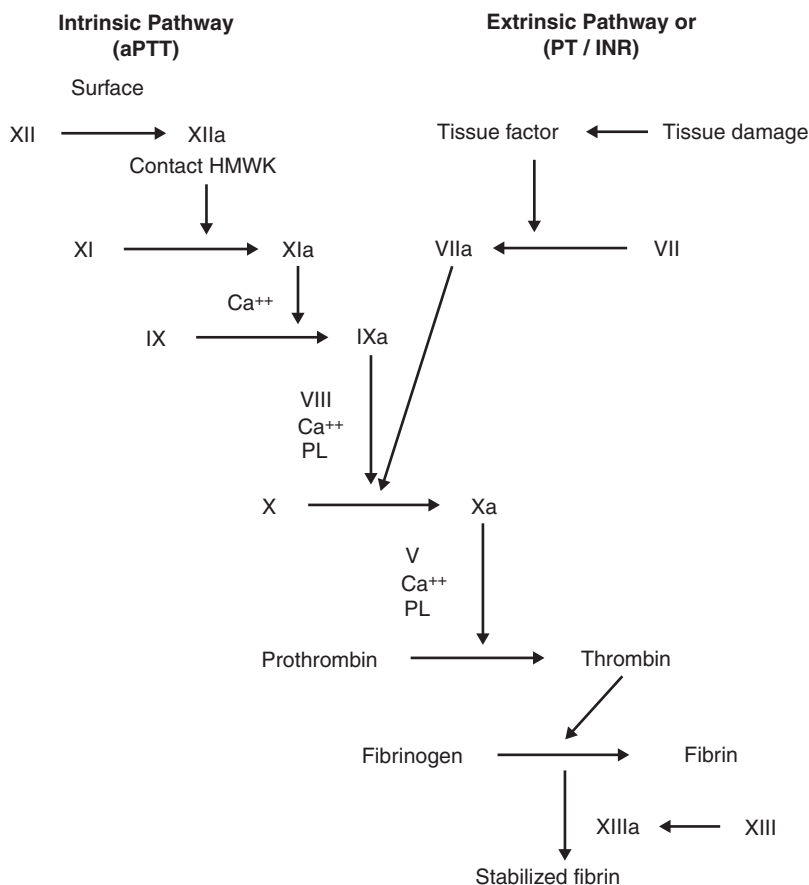 Intrinsic Pathway
(aPTT)
Extrinsic Pathway or
(PT / INR)
Surface
XII
XIIa
Tissue factor
Tissue damage
Contact HMWK
XI
XIa
VIIa
VII
Ca++
IX
IXa
VIII
Ca++
PL
X
Xa
V
Ca++
PL
Prothrombin
Thrombin
Fibrinogen
Fibrin
XIIIa
XIII
Stabilized fibrin